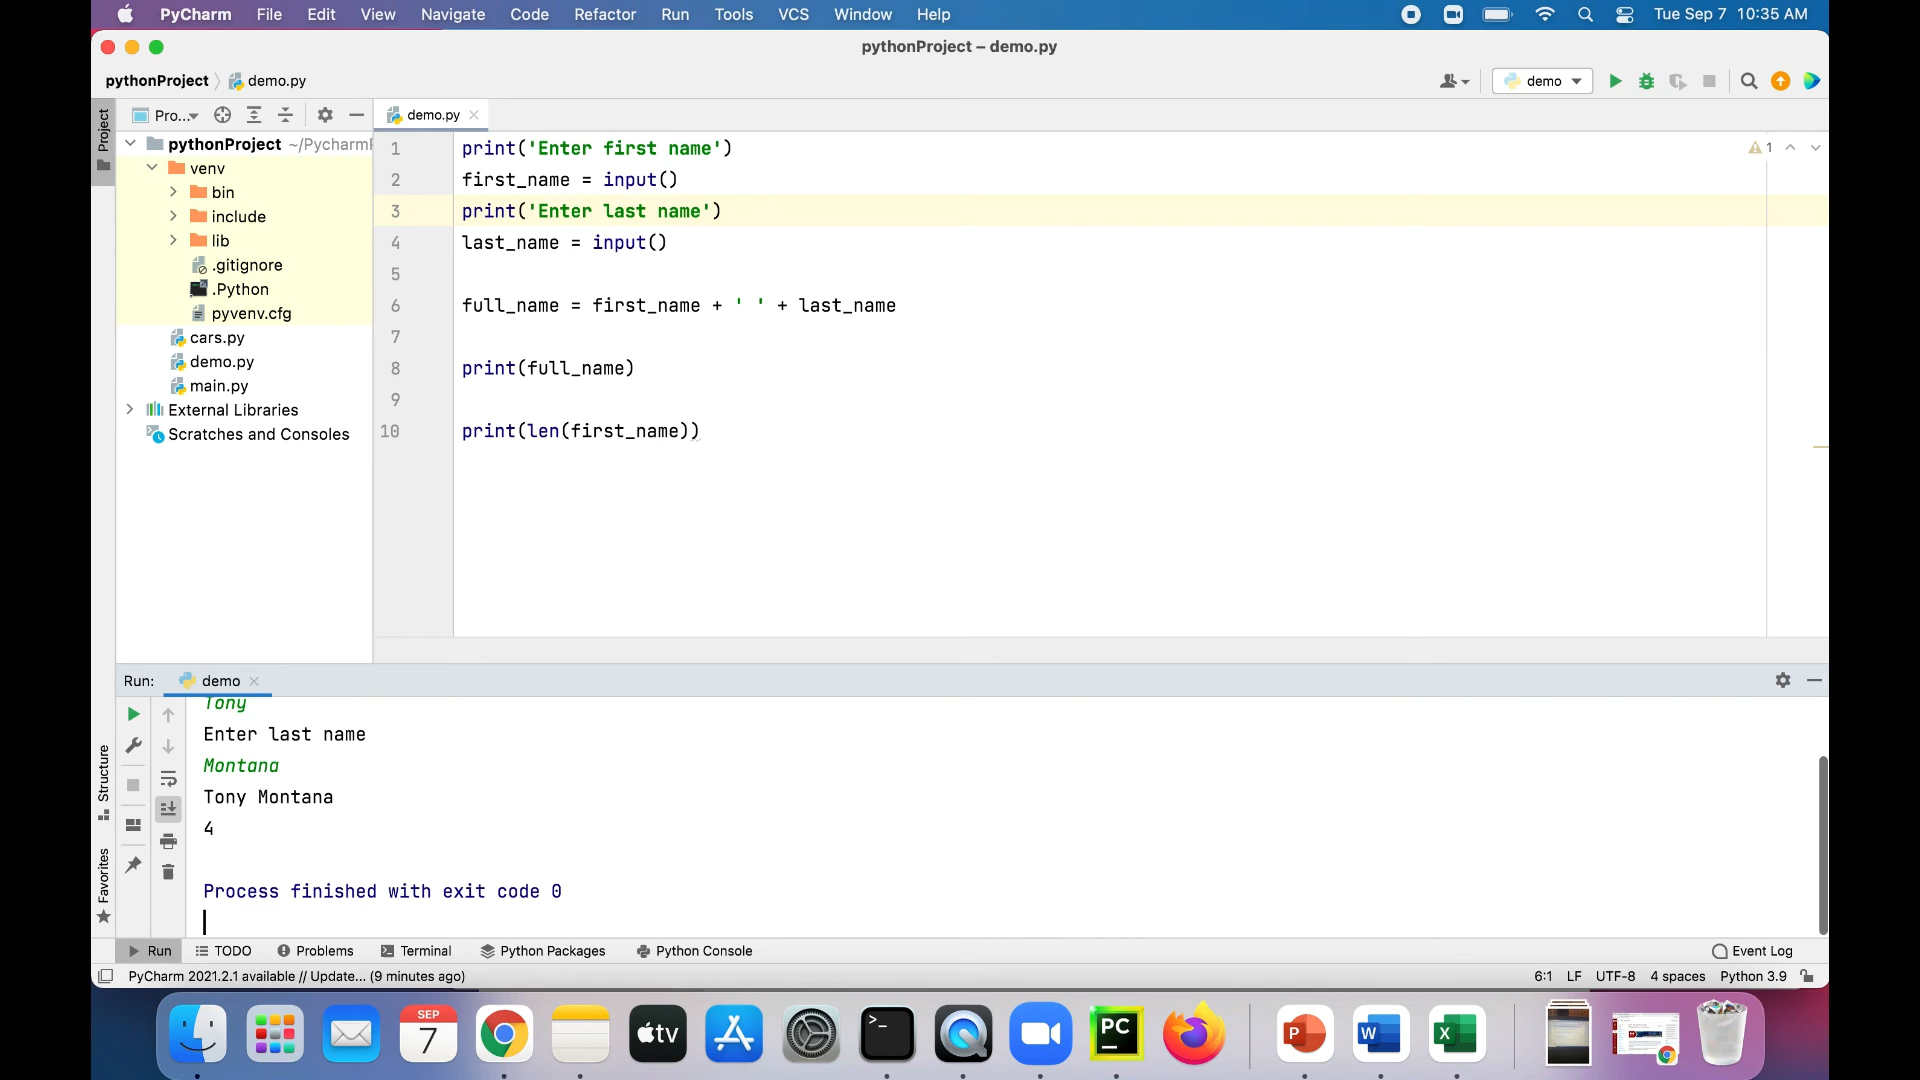 PyCharm File Edit View Navigate Code Refactor Run Tools VCS Window Help Tue Sep 7 10:35 AM
pythonProject – demo.py
pythonProject demo.py demo
Project
Pro... demo.py
pythonProject ~/Pycharm
venv
bin
include
lib
.gitignore
.Python
pyvenv.cfg
cars.py
demo.py
main.py
External Libraries
Scratches and Consoles
1 print('Enter first name')
2 first_name = input()
3 print('Enter last name')
4 last_name = input()
5
6 full_name = first_name + ' ' + last_name
7
8 print(full_name)
9
10 print(len(first_name))
1
Run: demo
Tony
Enter last name
Montana
Tony Montana
4
Process finished with exit code 0
Structure
Favorites
Run TODO Problems Terminal Python Packages Python Console Event Log
PyCharm 2021.2.1 available // Update... (9 minutes ago) 6:1 LF UTF-8 4 spaces Python 3.9
SEP
7
tv
>_
PC
P
W
X